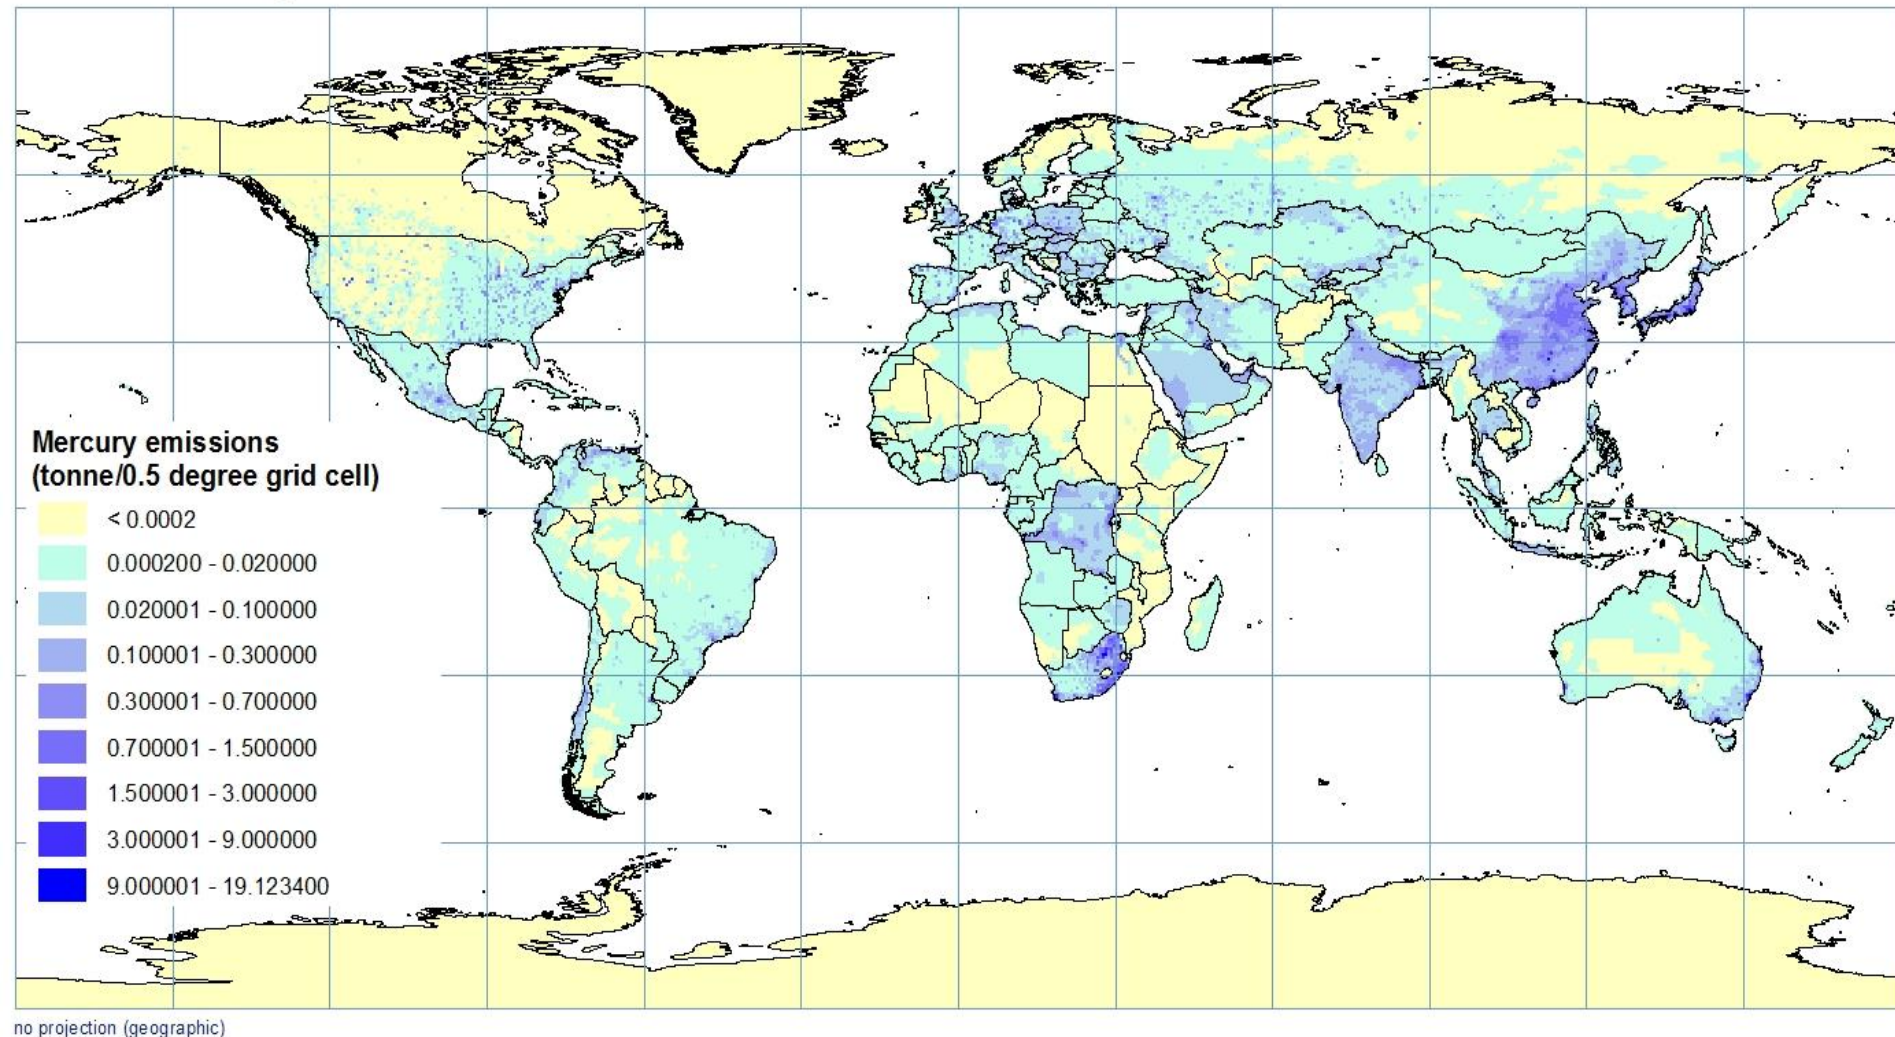 Mercury emissions
(tonne/0.5 degree grid cell)
< 0.0002
0.000200 - 0.020000
0.020001 - 0.100000
0.100001 - 0.300000
0.300001 - 0.700000
0.700001 - 1.500000
1.500001 - 3.000000
3.000001 - 9.000000
9.000001 - 19.123400
no projection (geographic)